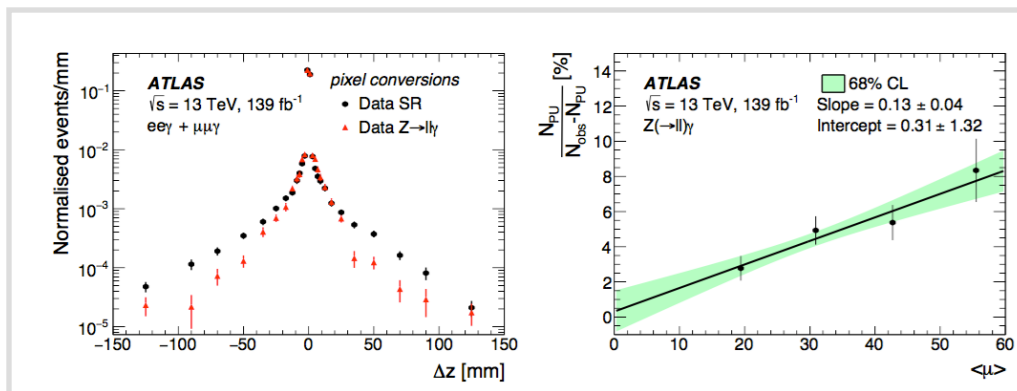 Normalised events/mm
10⁻¹
10⁻²
10⁻³
10⁻⁴
10⁻⁵
ATLAS
√s = 13 TeV, 139 fb⁻¹
eeγ + μμγ
pixel conversions
Data SR
Data Z→llγ
−150 −100 −50 0 50 100 150
Δz [mm]
N_PU / N_obs-N_PU [%]
14
12
10
8
6
4
2
0
ATLAS
√s = 13 TeV, 139 fb⁻¹
Z(→ll)γ
68% CL
Slope = 0.13 ± 0.04
Intercept = 0.31 ± 1.32
0 10 20 30 40 50 60
<μ>